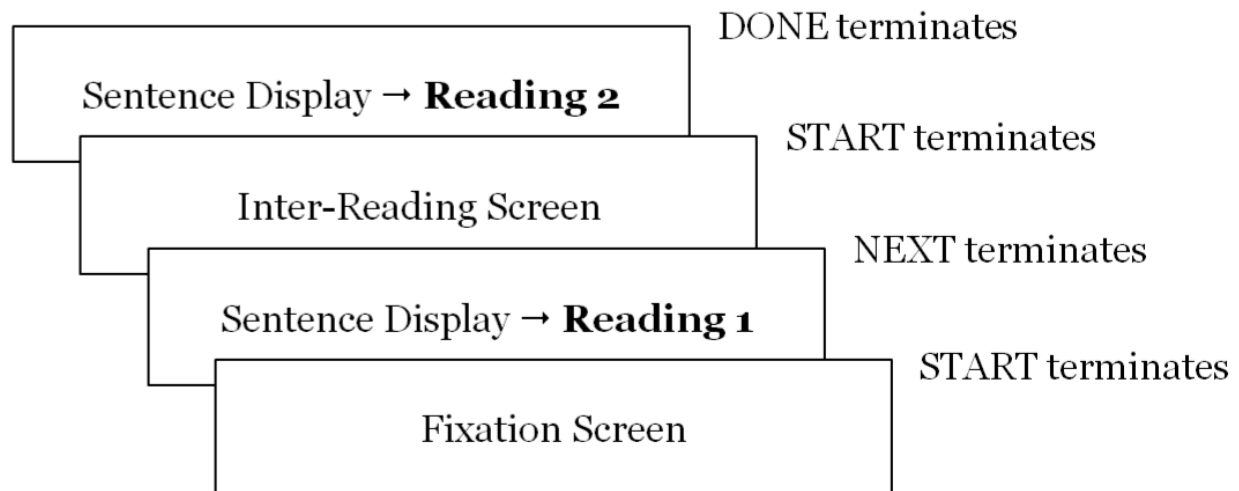 DONE terminates
Sentence Display → Reading 2
START terminates
Inter-Reading Screen
NEXT terminates
Sentence Display → Reading 1
START terminates
Fixation Screen